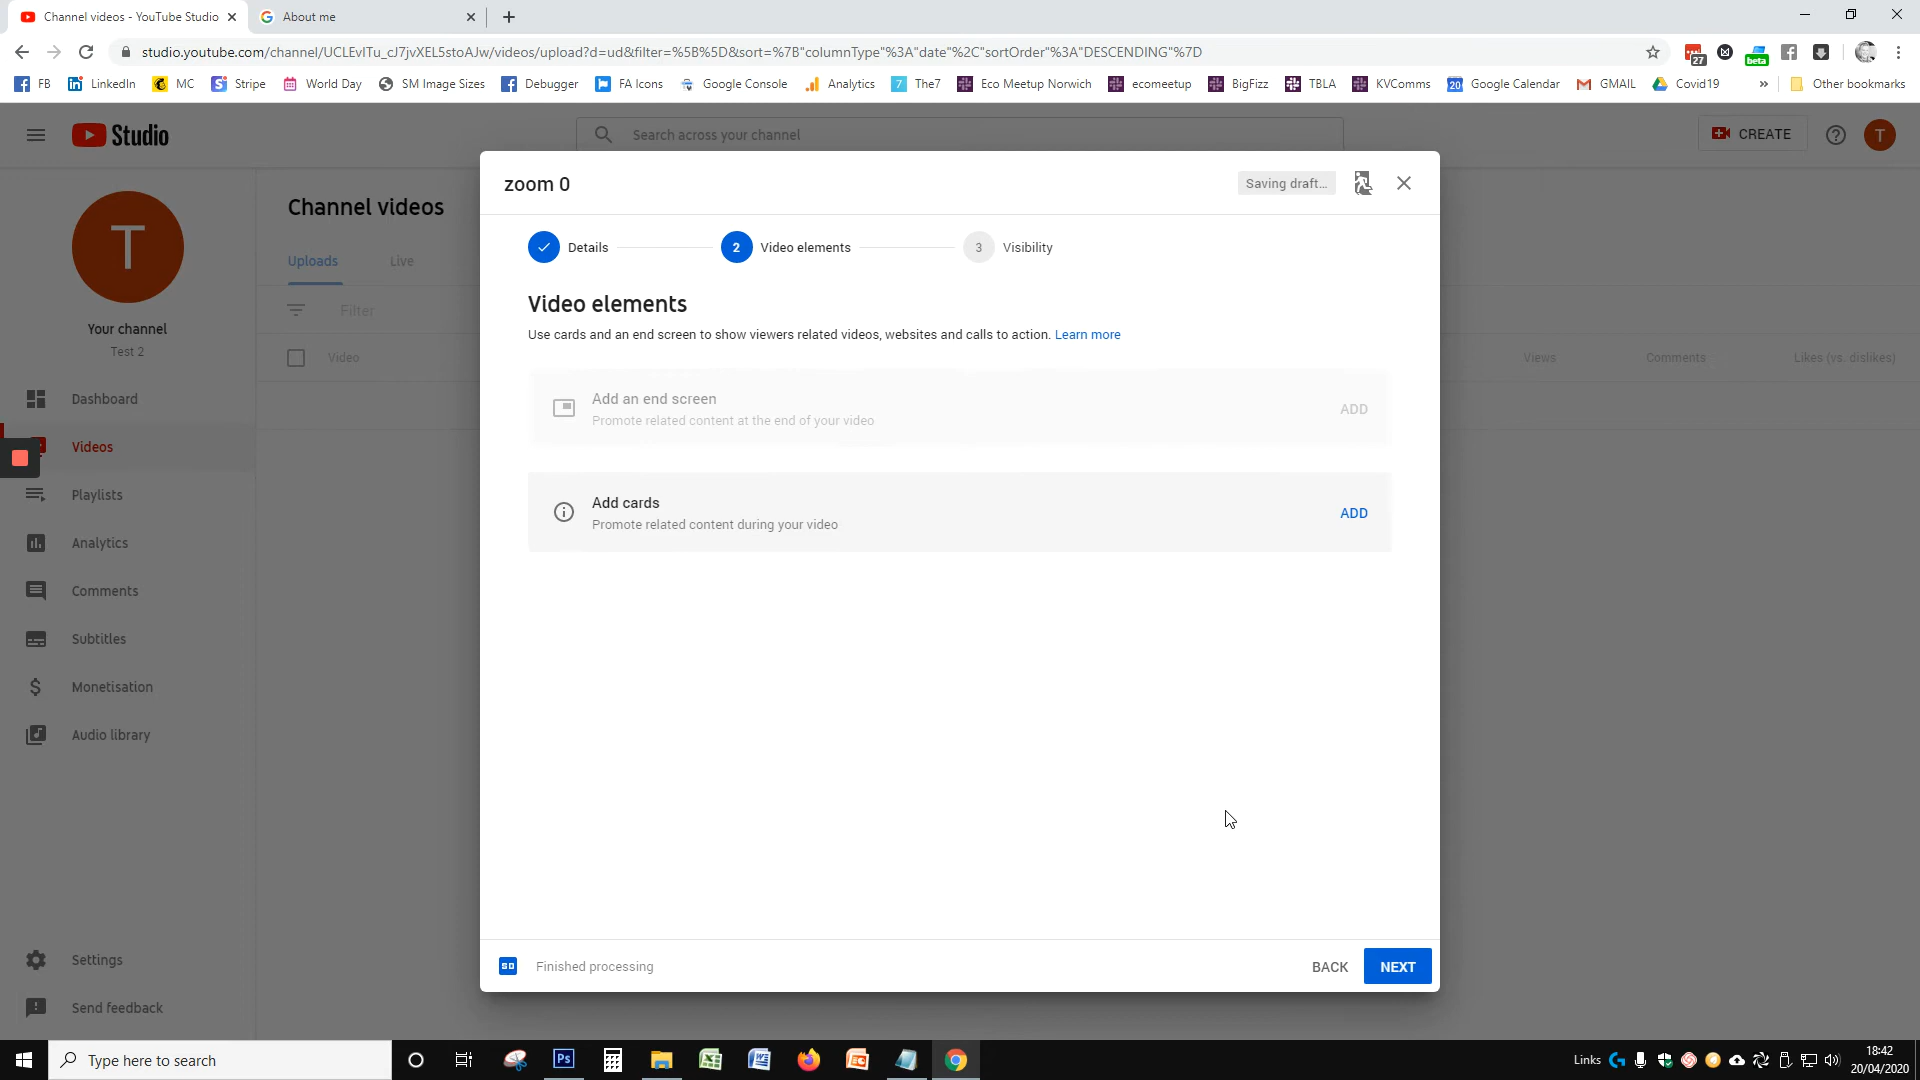 Channel videos - YouTube Studio
About me
studio.youtube.com/channel/UCLEvITu_cJ7jvXEL5stoAJw/videos/upload?d=ud&filter=%5B%5D&sort=%7B"columnType"%3A"date"%2C"sortOrder"%3A"DESCENDING"%7D
27
beta
FB
LinkedIn
MC
Stripe
World Day
SM Image Sizes
Debugger
FA Icons
Google Console
Analytics
7
The7
Eco Meetup Norwich
ecomeetup
BigFizz
TBLA
KVComms
20
Google Calendar
GMAIL
Covid19
»
Other bookmarks
Studio
Search across your channel
CREATE
T
zoom 0
Saving draft...
Details
2
Video elements
3
Visibility
Video elements
Use cards and an end screen to show viewers related videos, websites and calls to action. Learn more
Add an end screen
Promote related content at the end of your video
ADD
Add cards
Promote related content during your video
ADD
SD
Finished processing
BACK
NEXT
T
Your channel
Test 2
Dashboard
Videos
Playlists
Analytics
Comments
Subtitles
Monetisation
Audio library
Settings
Send feedback
Channel videos
Uploads
Live
Filter
Video
Views
Comments
Likes (vs. dislikes)
Type here to search
Ps
Links
18:42
20/04/2020